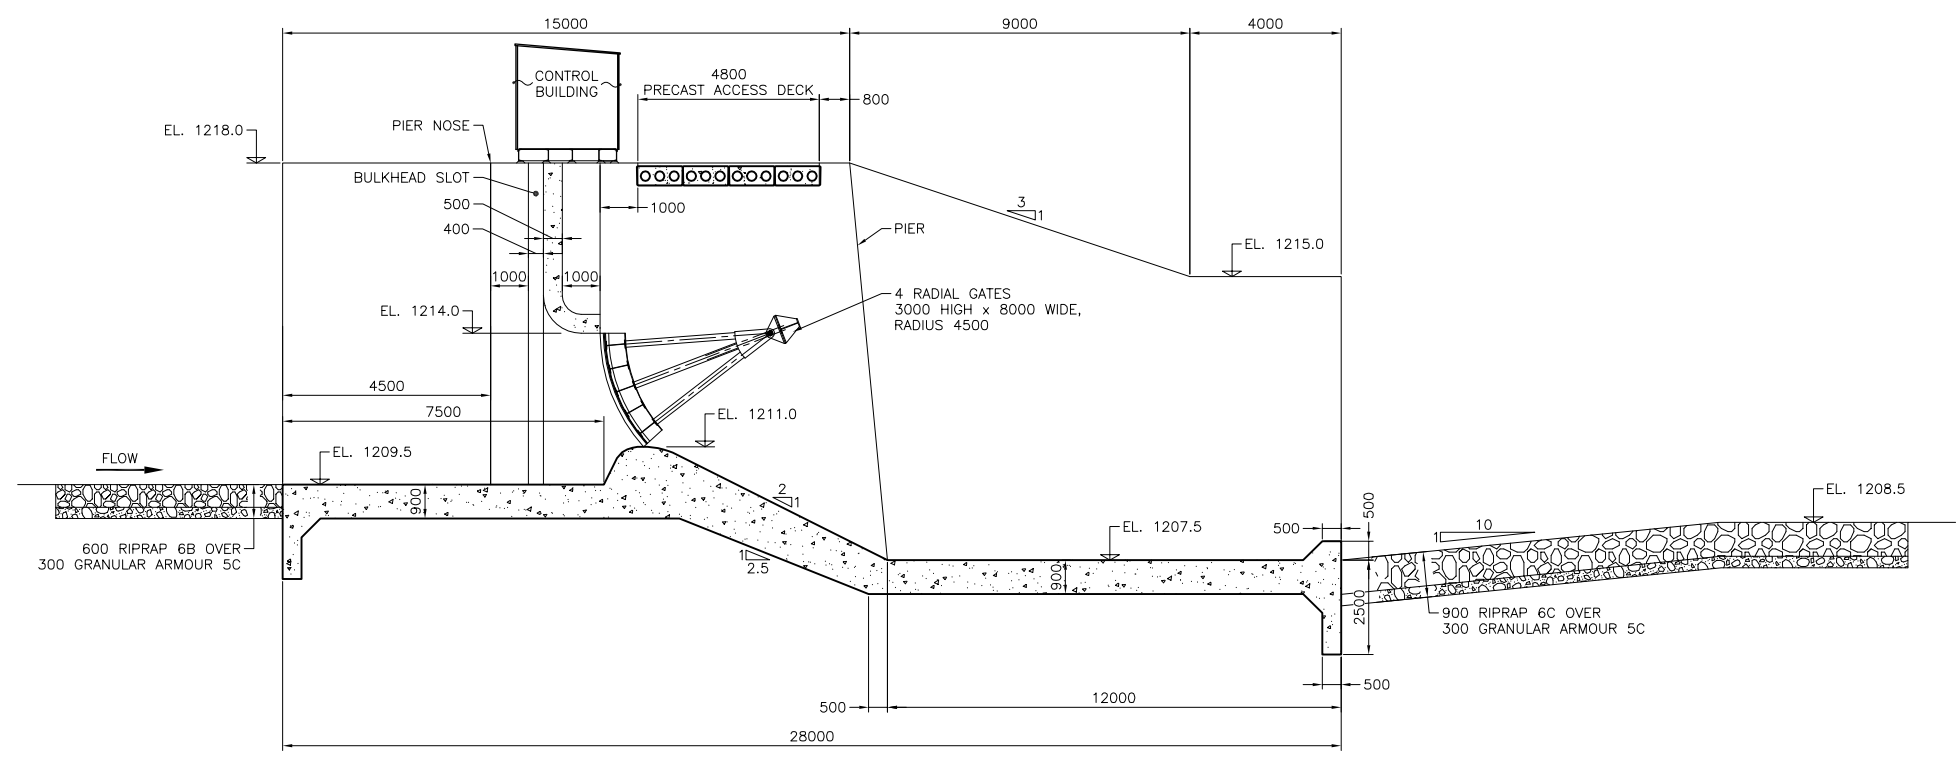 15000
9000
4000
CONTROL
BUILDING
4800
PRECAST ACCESS DECK
800
EL. 1218.0
PIER NOSE
BULKHEAD SLOT
500
400
1000
3
1
PIER
EL. 1215.0
1000
1000
EL. 1214.0
4 RADIAL GATES
3000 HIGH x 8000 WIDE,
RADIUS 4500
4500
7500
EL. 1211.0
FLOW
EL. 1209.5
900
2
1
EL. 1208.5
500
500
10
1
EL. 1207.5
600 RIPRAP 6B OVER
300 GRANULAR ARMOUR 5C
1
2.5
900
2500
900 RIPRAP 6C OVER
300 GRANULAR ARMOUR 5C
500
500
12000
28000